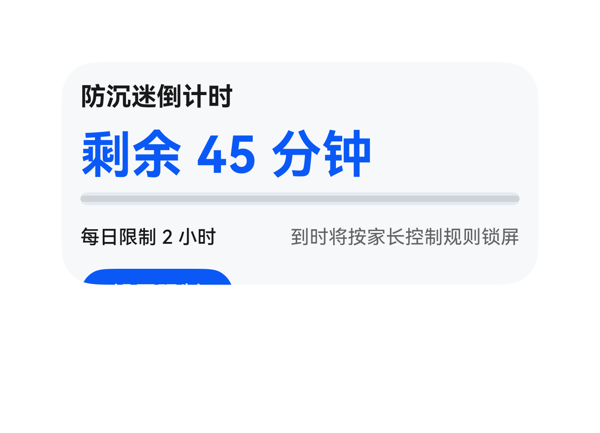 防沉迷倒计时
剩余 45 分钟
每日限制 2 小时
到时将按家长控制规则锁屏